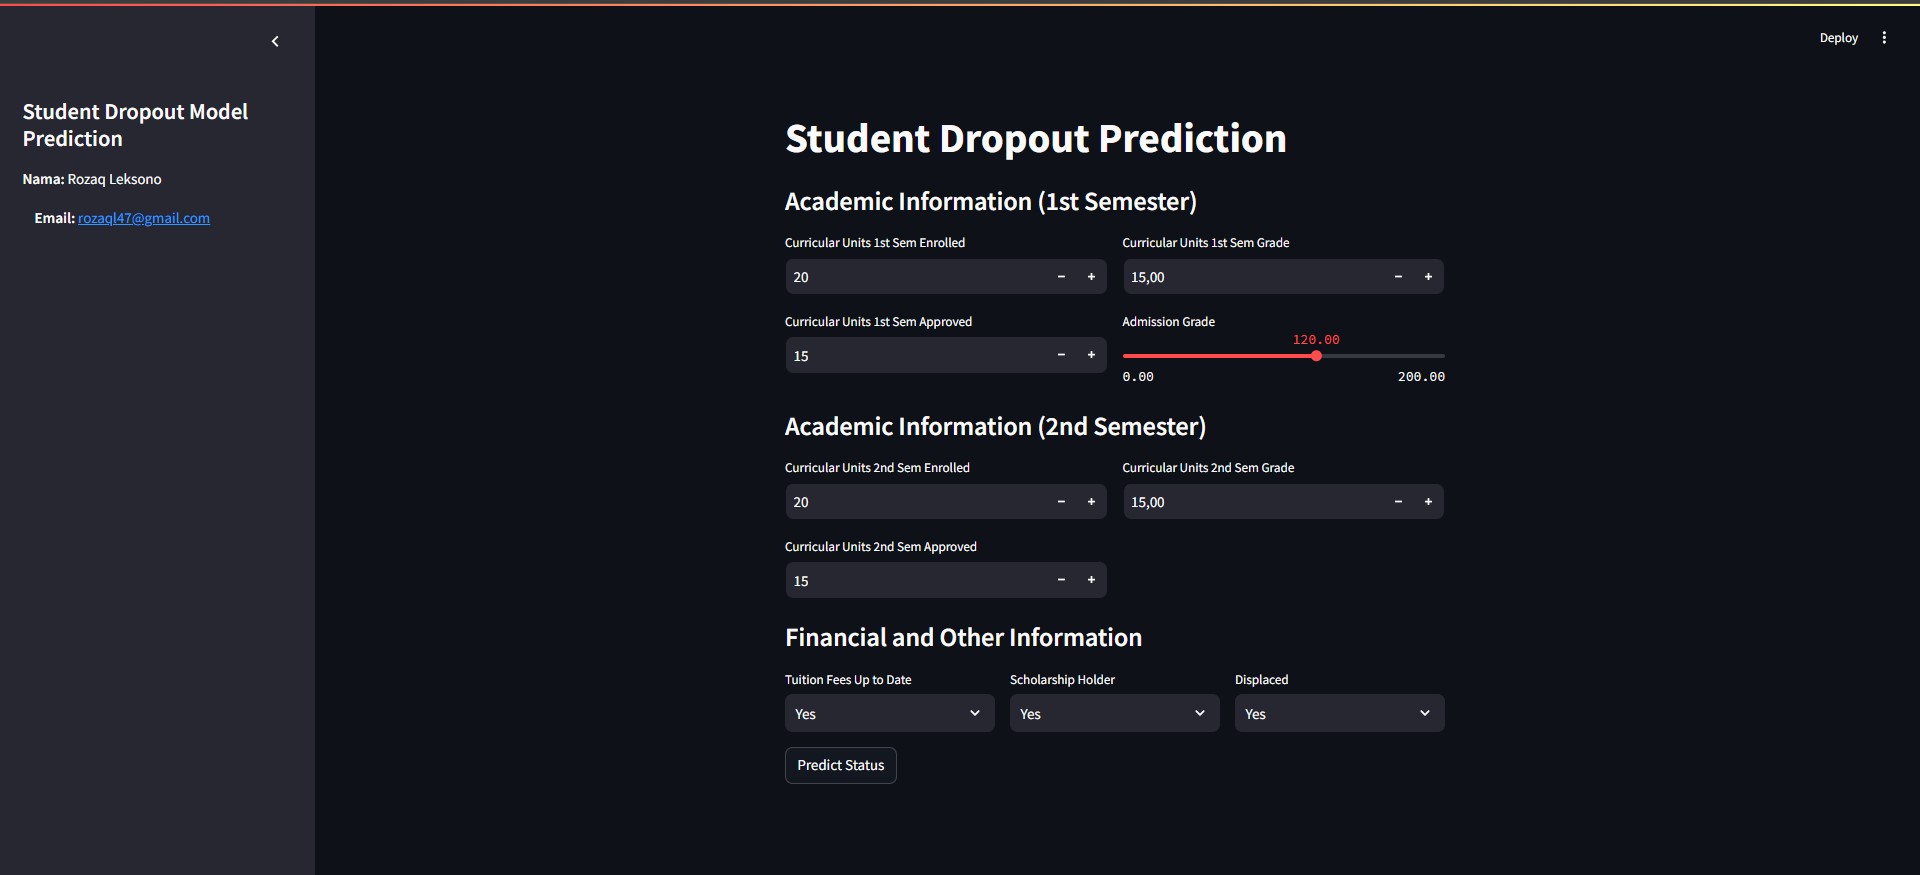 Deploy
Student Dropout Model
Prediction
Nama: Rozaq Leksono
Email: rozaql47@gmail.com
Student Dropout Prediction
Academic Information (1st Semester)
Curricular Units 1st Sem Enrolled
20
Curricular Units 1st Sem Grade
15,00
Curricular Units 1st Sem Approved
15
Admission Grade
120.00
0.00 200.00
Academic Information (2nd Semester)
Curricular Units 2nd Sem Enrolled
20
Curricular Units 2nd Sem Grade
15,00
Curricular Units 2nd Sem Approved
15
Financial and Other Information
Tuition Fees Up to Date
Yes
Scholarship Holder
Yes
Displaced
Yes
Predict Status